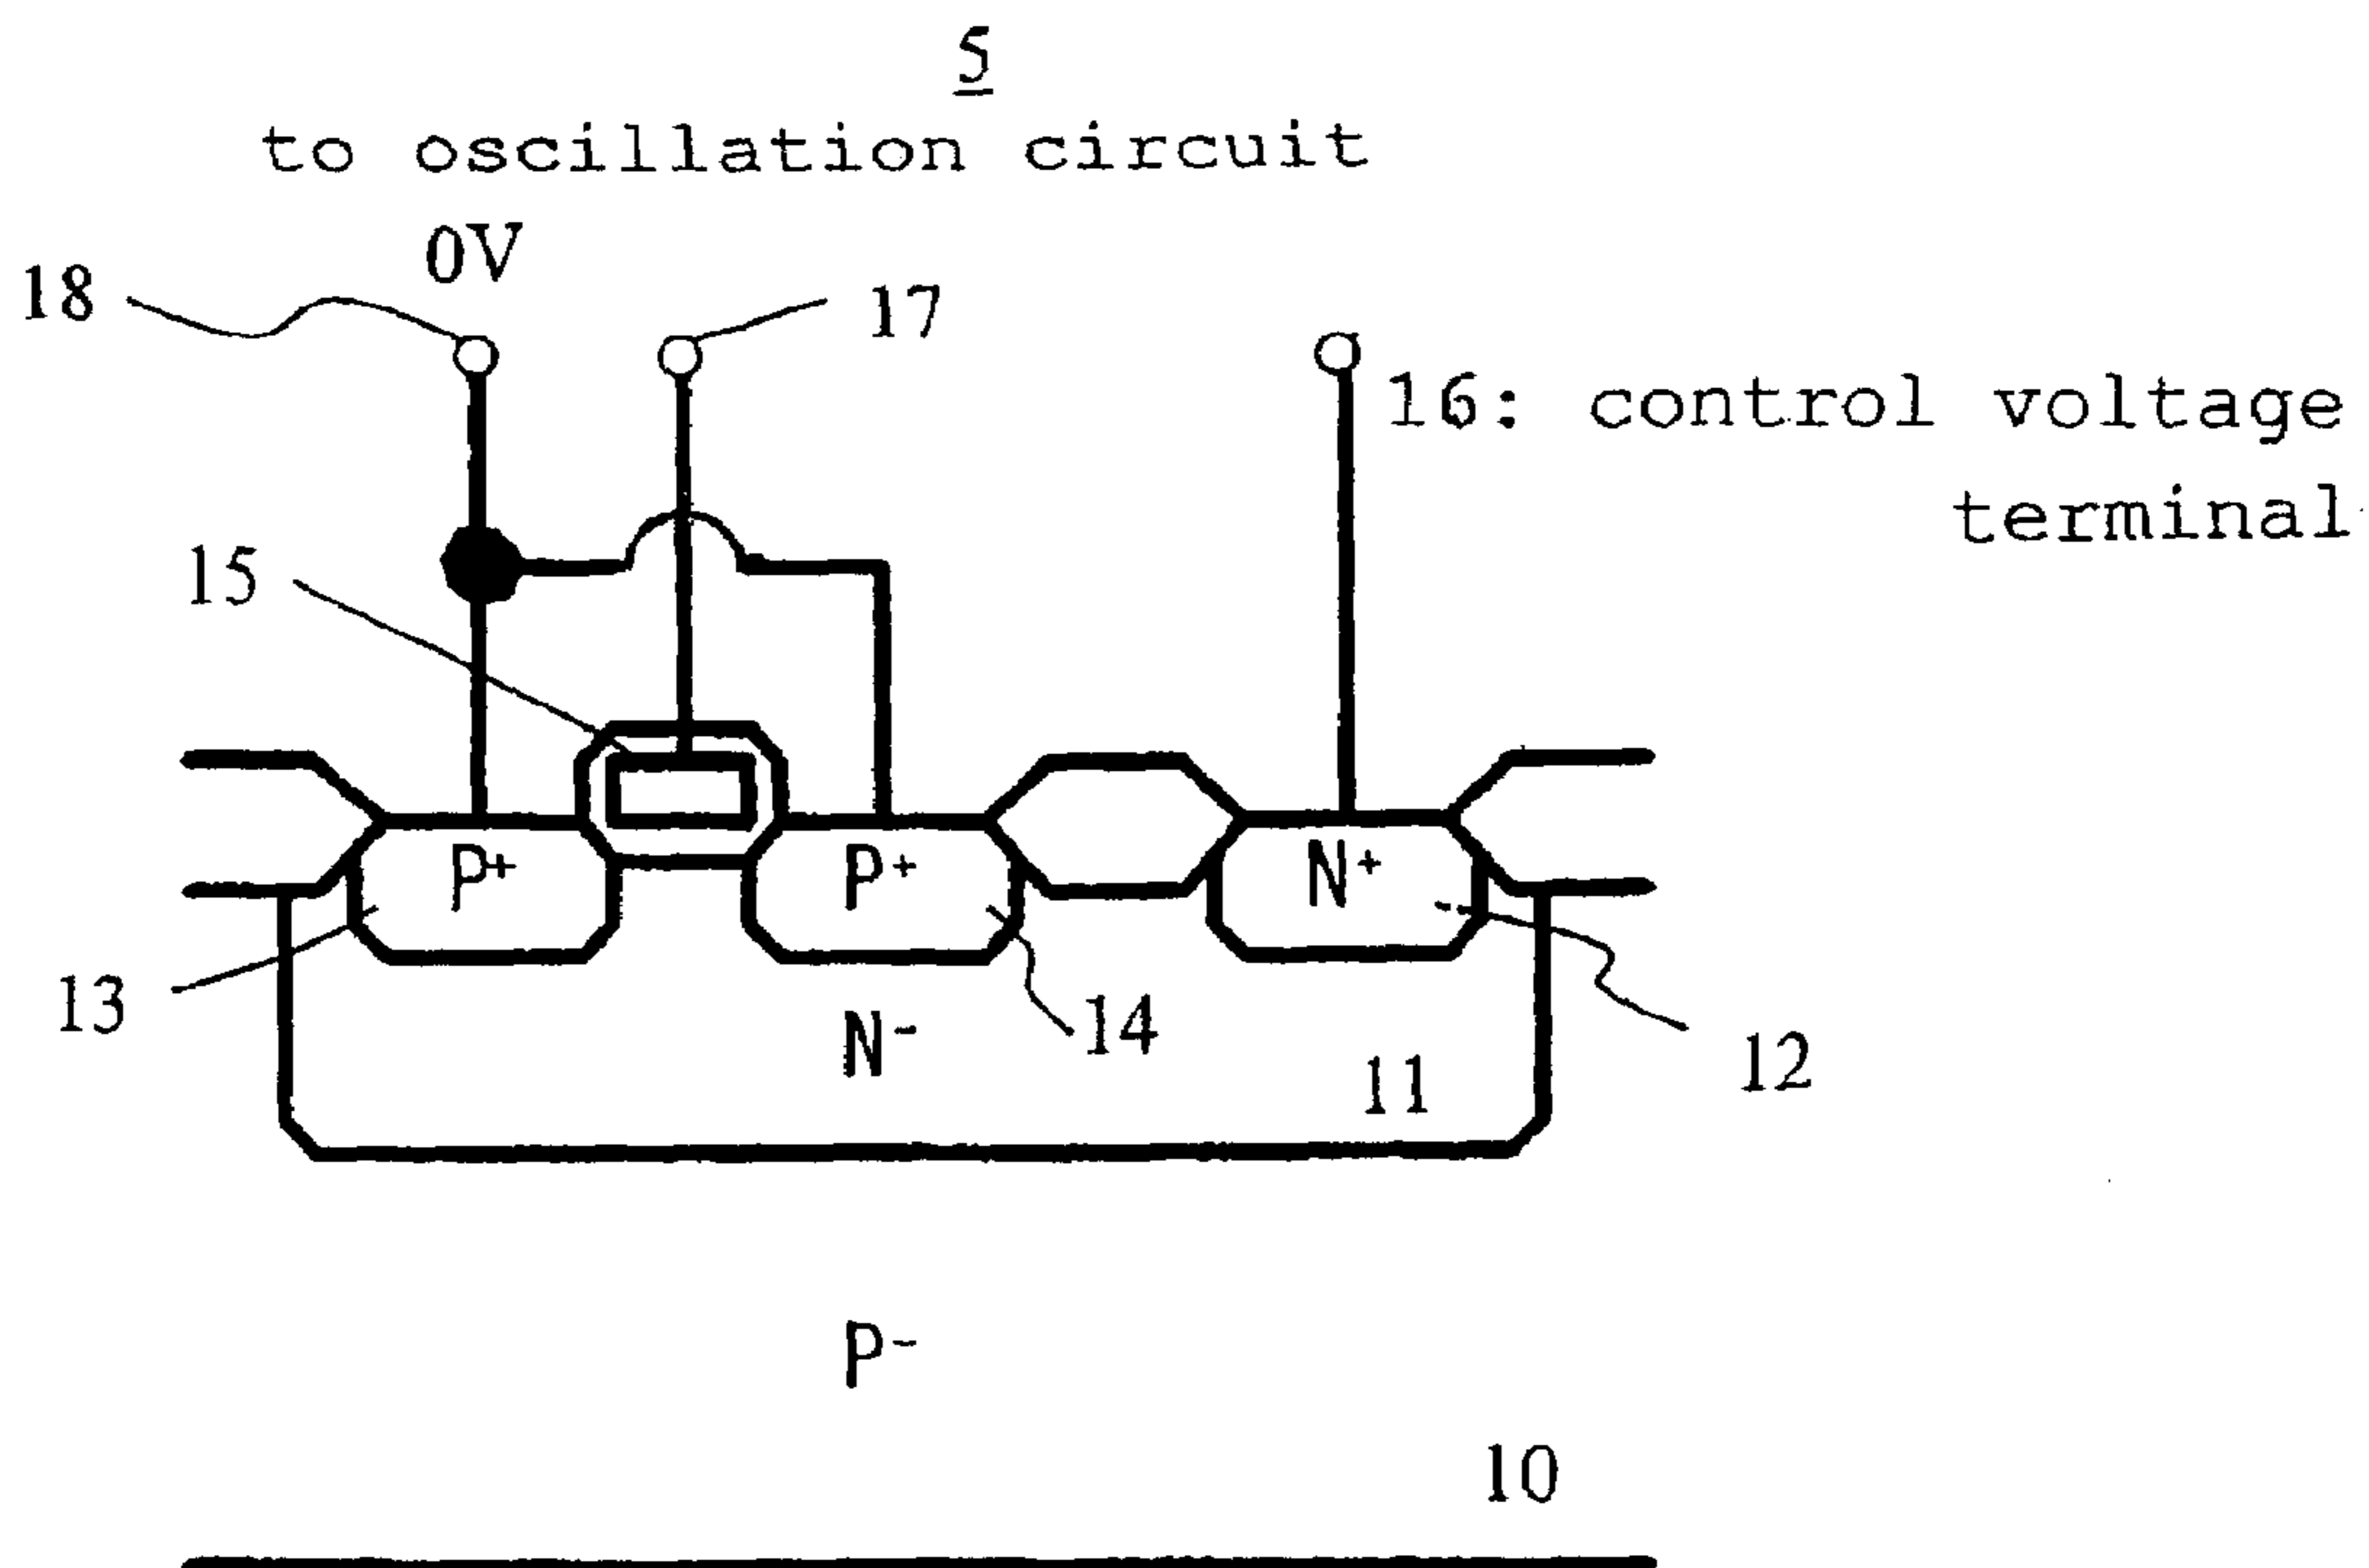 5
to oscillation circuit
0V
18
17
16: control voltage
terminal
15
P+
P+
N+
13
14
N-
12
11
P-
10